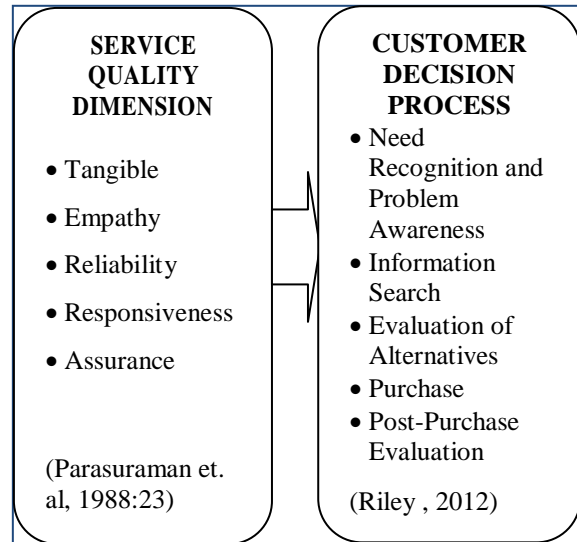 SERVICE
QUALITY
DIMENSION
• Tangible
• Empathy
• Reliability
• Responsiveness
• Assurance
(Parasuraman et.
al, 1988:23)
CUSTOMER
DECISION
PROCESS
• Need
Recognition and
Problem
Awareness
• Information
Search
• Evaluation of
Alternatives
• Purchase
• Post-Purchase
Evaluation
(Riley , 2012)